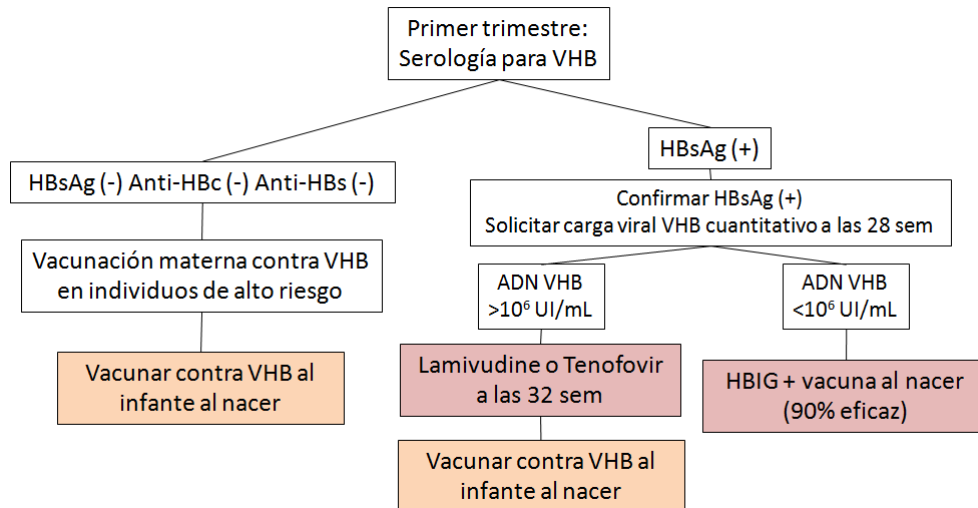 Primer trimestre:
Serología para VHB
HBsAg (-) Anti-HBc (-) Anti-HBs (-)
Vacunación materna contra VHB
en individuos de alto riesgo
Vacunar contra VHB al
infante al nacer
HBsAg (+)
Confirmar HBsAg (+)
Solicitar carga viral VHB cuantitativo a las 28 sem
ADN VHB
>10⁶ UI/mL
Lamivudine o Tenofovir
a las 32 sem
Vacunar contra VHB al
infante al nacer
ADN VHB
<10⁶ UI/mL
HBIG + vacuna al nacer
(90% eficaz)